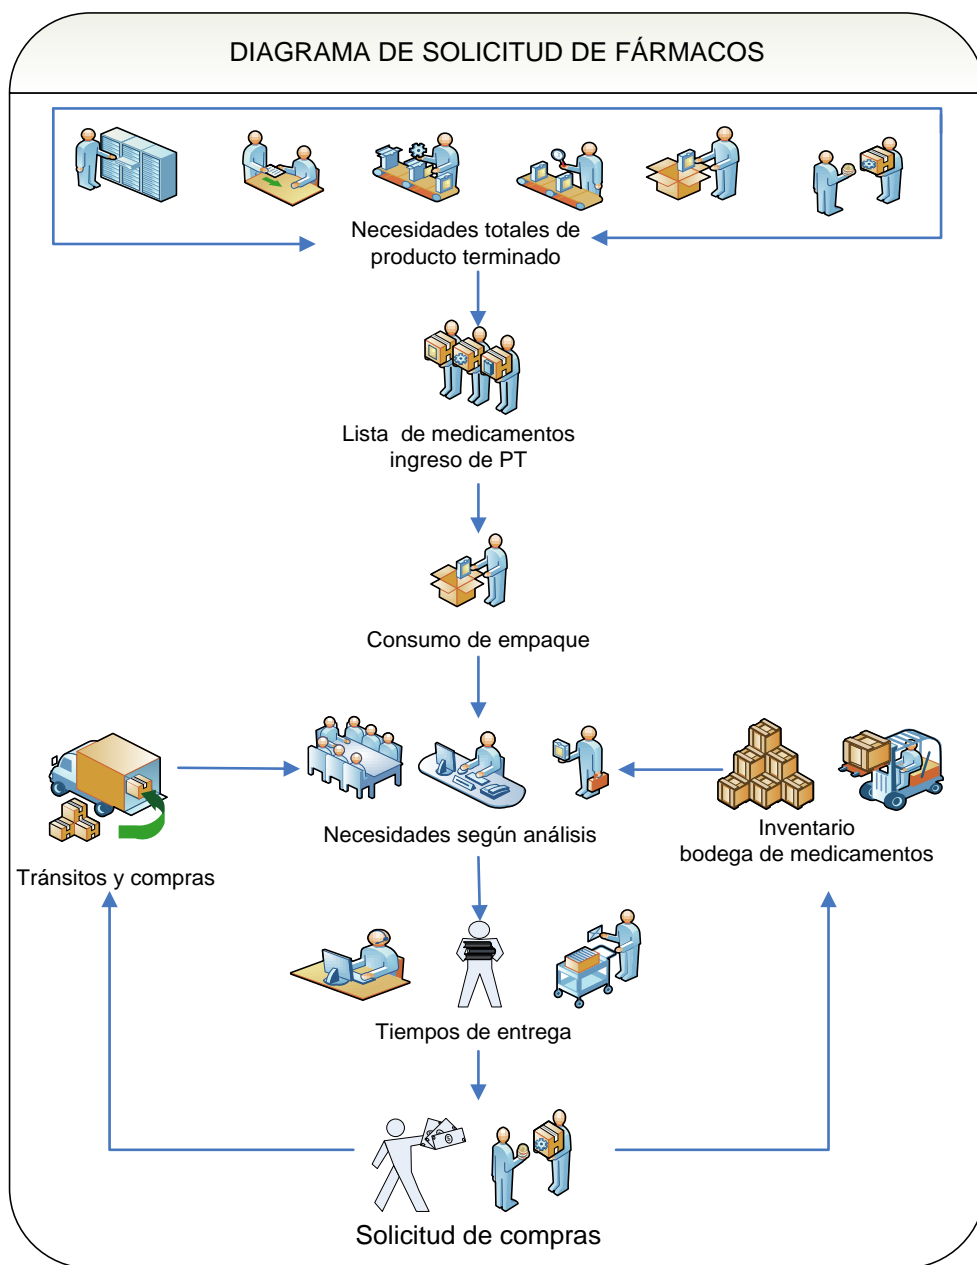 DIAGRAMA DE SOLICITUD DE FÁRMACOS
Necesidades totales de
producto terminado
Lista de medicamentos
ingreso de PT
Consumo de empaque
Necesidades según análisis
Inventario
bodega de medicamentos
Tránsitos y compras
Tiempos de entrega
Solicitud de compras